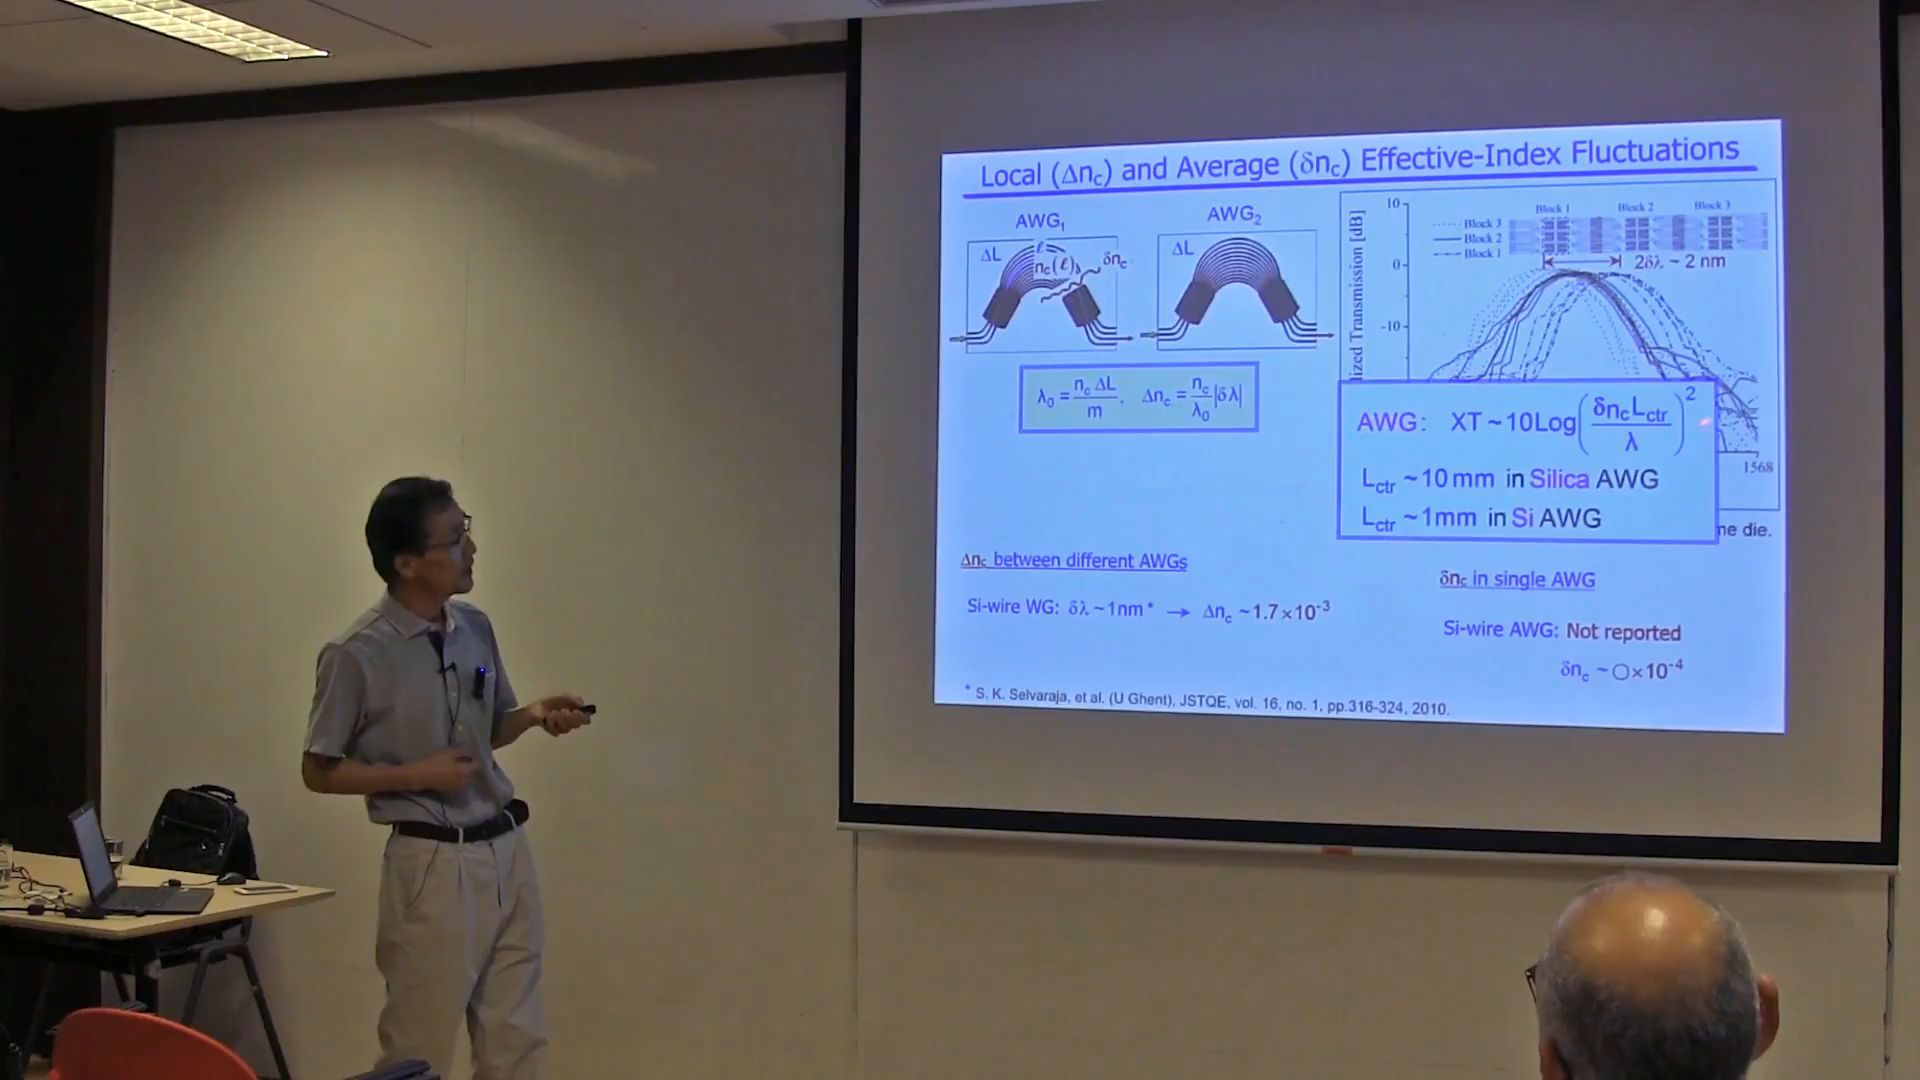 Local (Δn_c) and Average (δn_c) Effective-Index Fluctuations
AWG₁
AWG₂
ΔL
ℓ
n_c(ℓ)
δn_c
ΔL
λ₀ = n_c ΔL / m, Δn_c = n_c / λ₀ |δλ|
10
0
-10
Transmission [dB]
Block 1
Block 2
Block 3
Block 3
Block 2
Block 1
2δλ ~ 2 nm
AWG: XT ~ 10Log(δn_c L_ctr / λ)²
L_ctr ~10 mm in Silica AWG
L_ctr ~1mm in Si AWG
1568
die.
Δn_c between different AWGs
Si-wire WG: δλ ~ 1nm* → Δn_c ~1.7×10⁻³
δn_c in single AWG
Si-wire AWG: Not reported
δn_c ~ ○×10⁻⁴
* S. K. Selvaraja, et al. (U Ghent), JSTQE, vol. 16, no. 1, pp.316-324, 2010.